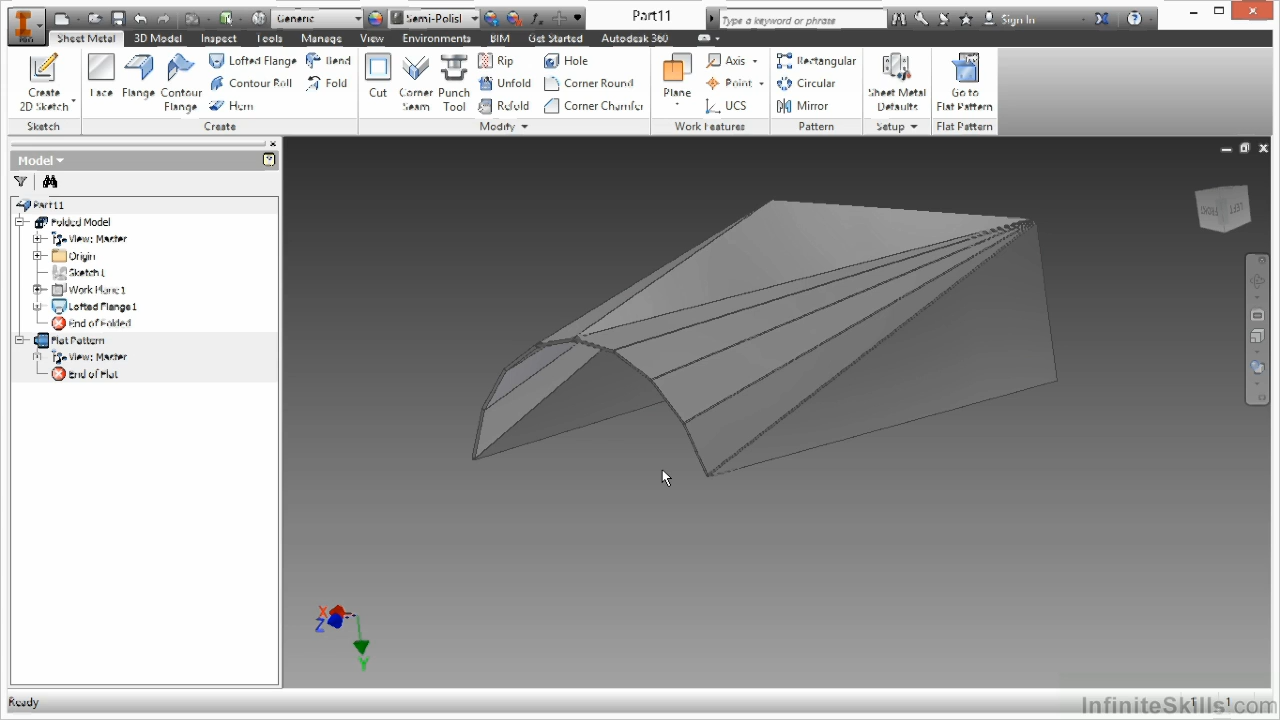 Generic
Semi-Polisl
Part11
Type a keyword or phrase
Sign In
Sheet Metal 3D Model Inspect Tools Manage View Environments BIM Get Started Autodesk 360
Create 2D Sketch
Face
Flange
Contour Flange
Lofted Flange
Contour Roll
Hem
Bend
Fold
Cut
Corner Seam
Punch Tool
Rip
Unfold
Refold
Hole
Corner Round
Corner Chamfer
Plane
Axis
Point
UCS
Rectangular
Circular
Mirror
Sheet Metal Defaults
Go to Flat Pattern
Sketch Create Modify Work Features Pattern Setup Flat Pattern
Model
Part11
Folded Model
View: Master
Origin
Sketch1
Work Plane1
Lofted Flange1
End of Folded
Flat Pattern
View: Master
End of Flat
FRONT LEFT
X
Z
Y
Ready
1 1
InfiniteSkills.com